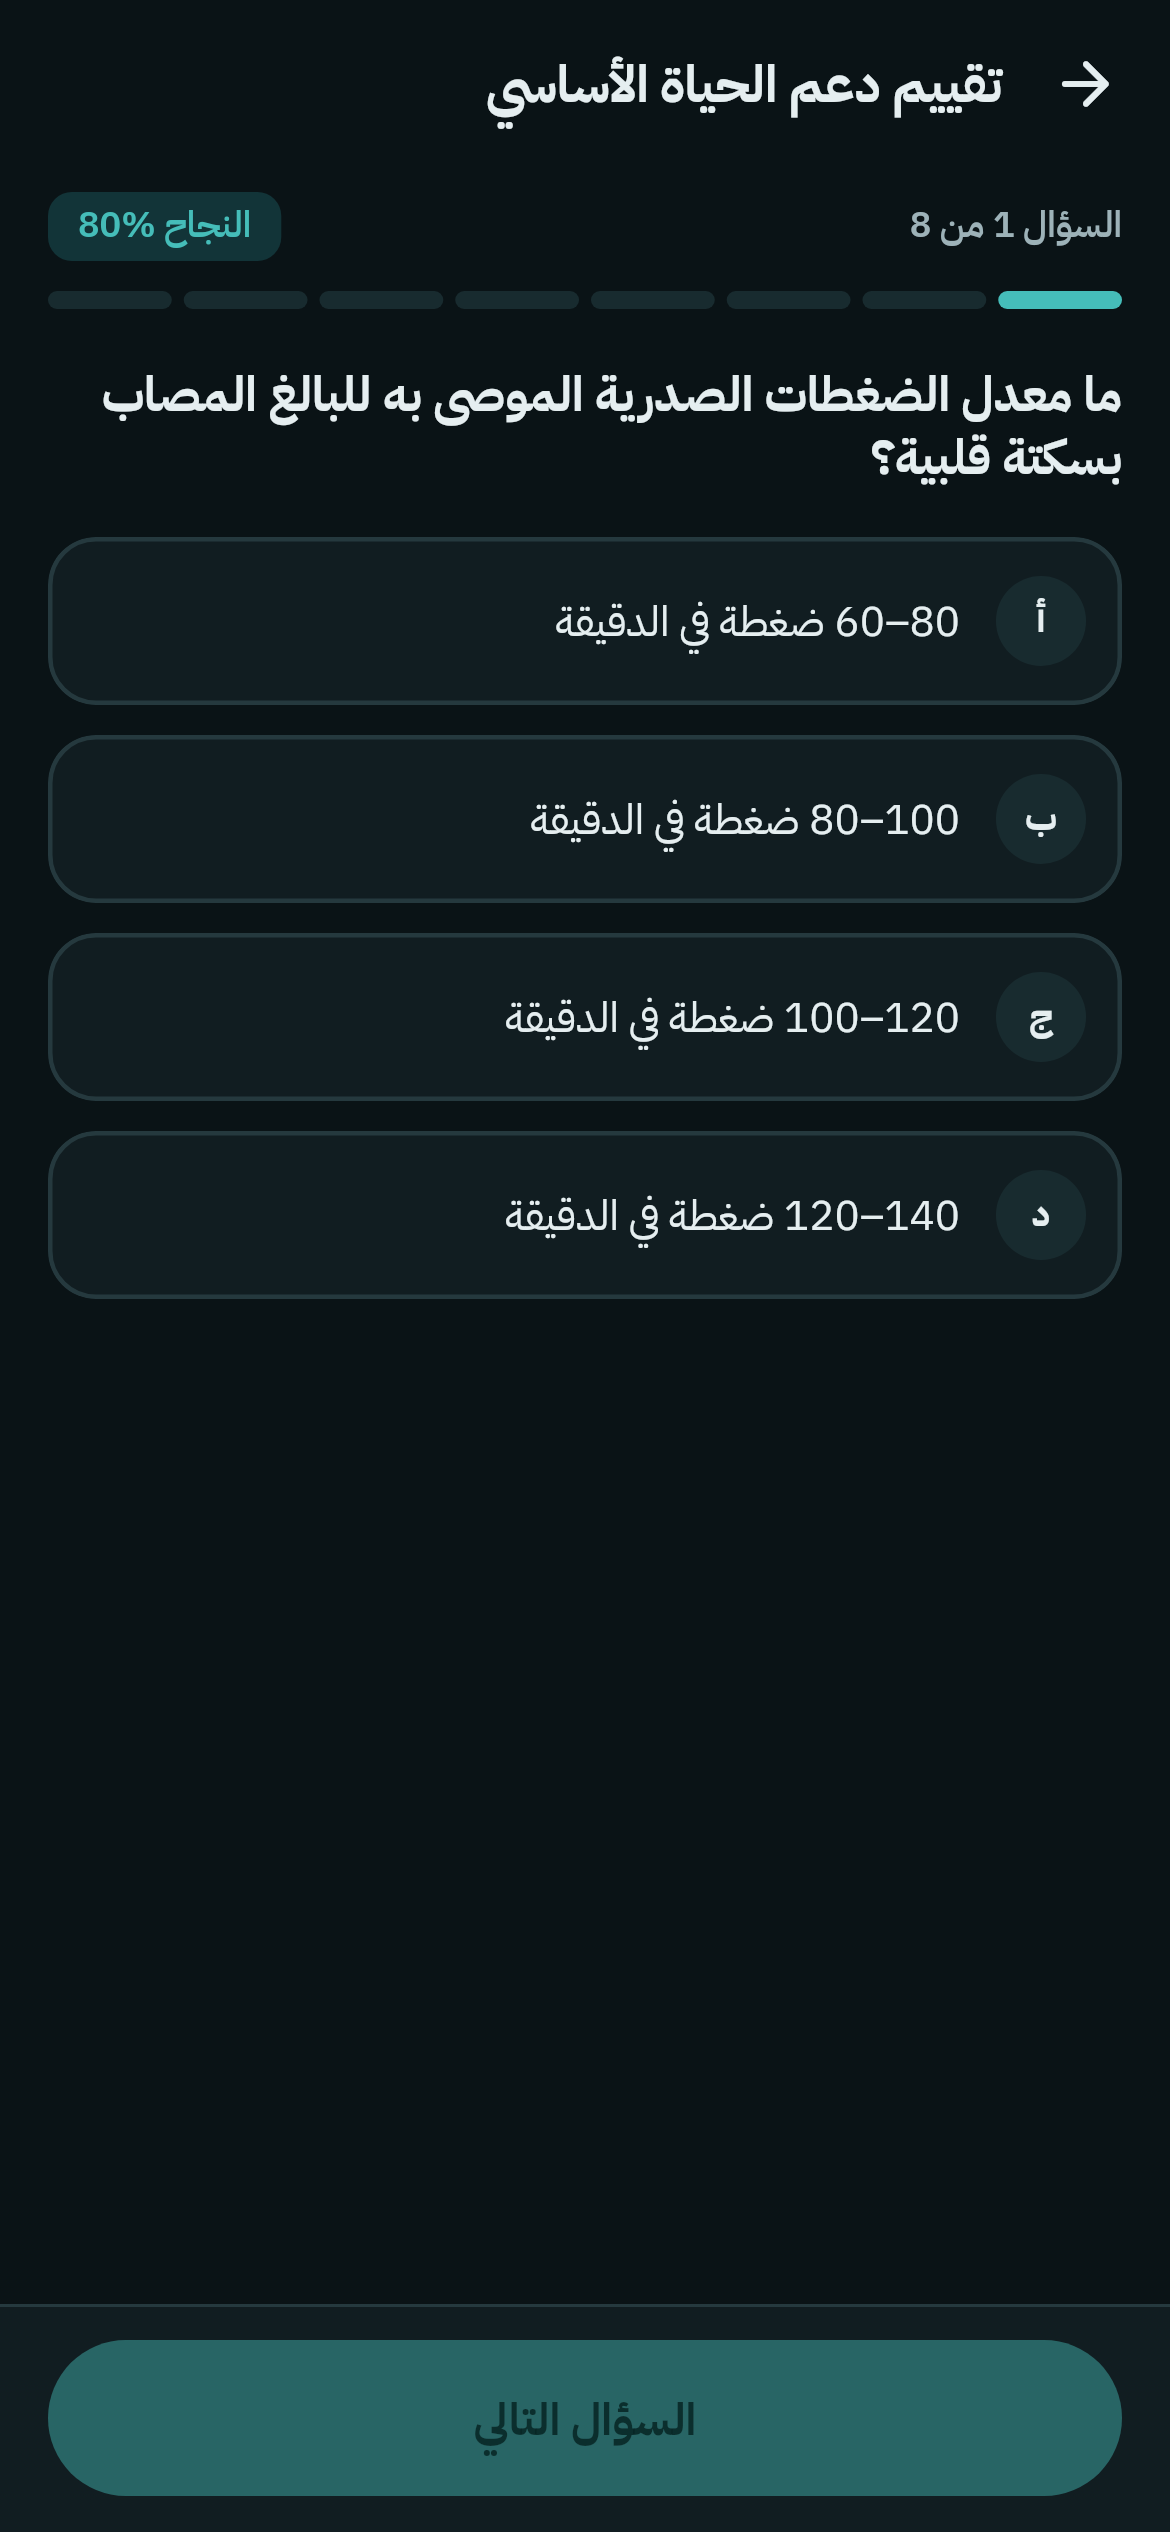 تقييم دعم الحياة الأساسي
السؤال 1 من 8
النجاح 80%
ما معدل الضغطات الصدرية الموصى به للبالغ المصاب
بسكتة قلبية؟
أ
60–80 ضغطة في الدقيقة
ب
80–100 ضغطة في الدقيقة
ج
100–120 ضغطة في الدقيقة
د
120–140 ضغطة في الدقيقة
السؤال التالي